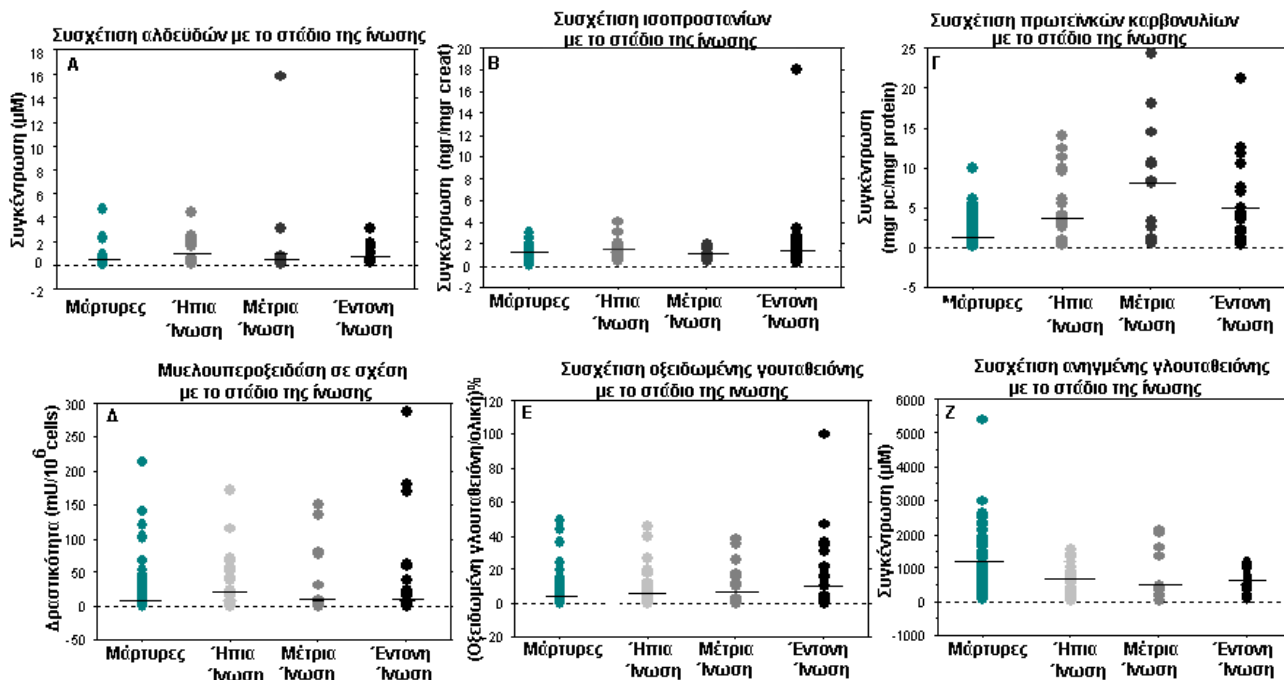 Συσχέτιση αλδεϋδών με το στάδιο της ίνωσης
Α
Συγκέντρωση (μM)
18
16
14
12
10
8
6
4
2
0
-2
Μάρτυρες
Ήπια Ίνωση
Μέτρια Ίνωση
Έντονη Ίνωση
Συσχέτιση ισοπροστανίων
με το στάδιο της ίνωσης
Β
Συγκέντρωση (ngr/mgr creat)
20
18
16
14
12
10
8
6
4
2
0
-2
Μάρτυρες
Ήπια Ίνωση
Μέτρια Ίνωση
Έντονη Ίνωση
Συσχέτιση πρωτεϊνκών καρβονυλίων
με το στάδιο της ίνωσης
Γ
Συγκέντρωση
(mgr pc/mgr protein)
25
20
15
10
5
0
-5
Μάρτυρες
Ήπια Ίνωση
Μέτρια Ίνωση
Έντονη Ίνωση
Μυελουπεροξειδάση σε σχέση
με το στάδιο της ίνωσης
Δ
Δραστικότητα (mU/10^6 cells)
300
250
200
150
100
50
0
-50
Μάρτυρες
Ήπια Ίνωση
Μέτρια Ίνωση
Έντονη Ίνωση
Συσχέτιση οξειδωμένης γουταθειόνης
με το στάδιο της ίνωσης
Ε
(Οξειδωμένη γλουταθειόνη/ολική)%
120
100
80
60
40
20
0
20
Μάρτυρες
Ήπια Ίνωση
Μέτρια Ίνωση
Έντονη Ίνωση
Συσχέτιση ανηγμένης γλουταθειόνης
με το στάδιο της ίνωσης
Ζ
Συγκέντρωση (μM)
6000
5000
4000
3000
2000
1000
0
-1000
Μάρτυρες
Ήπια Ίνωση
Μέτρια Ίνωση
Έντονη Ίνωση